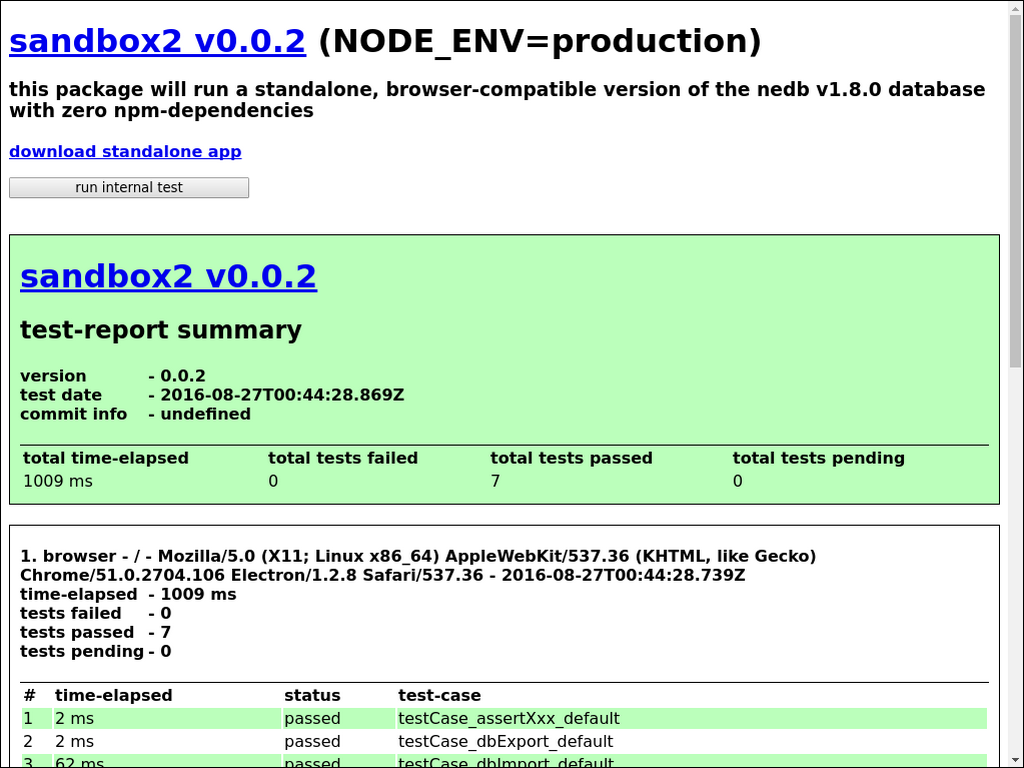 sandbox2 v0.0.2 (NODE_ENV=production)
this package will run a standalone, browser-compatible version of the nedb v1.8.0 database
with zero npm-dependencies
download standalone app
run internal test
sandbox2 v0.0.2
test-report summary
version - 0.0.2
test date - 2016-08-27T00:44:28.869Z
commit info - undefined
total time-elapsed total tests failed total tests passed total tests pending
1009 ms 0 7 0
1. browser - / - Mozilla/5.0 (X11; Linux x86_64) AppleWebKit/537.36 (KHTML, like Gecko)
Chrome/51.0.2704.106 Electron/1.2.8 Safari/537.36 - 2016-08-27T00:44:28.739Z
time-elapsed - 1009 ms
tests failed - 0
tests passed - 7
tests pending - 0
# time-elapsed status test-case
1 2 ms passed testCase_assertXxx_default
2 2 ms passed testCase_dbExport_default
3 62 ms passed testCase_dbImport_default